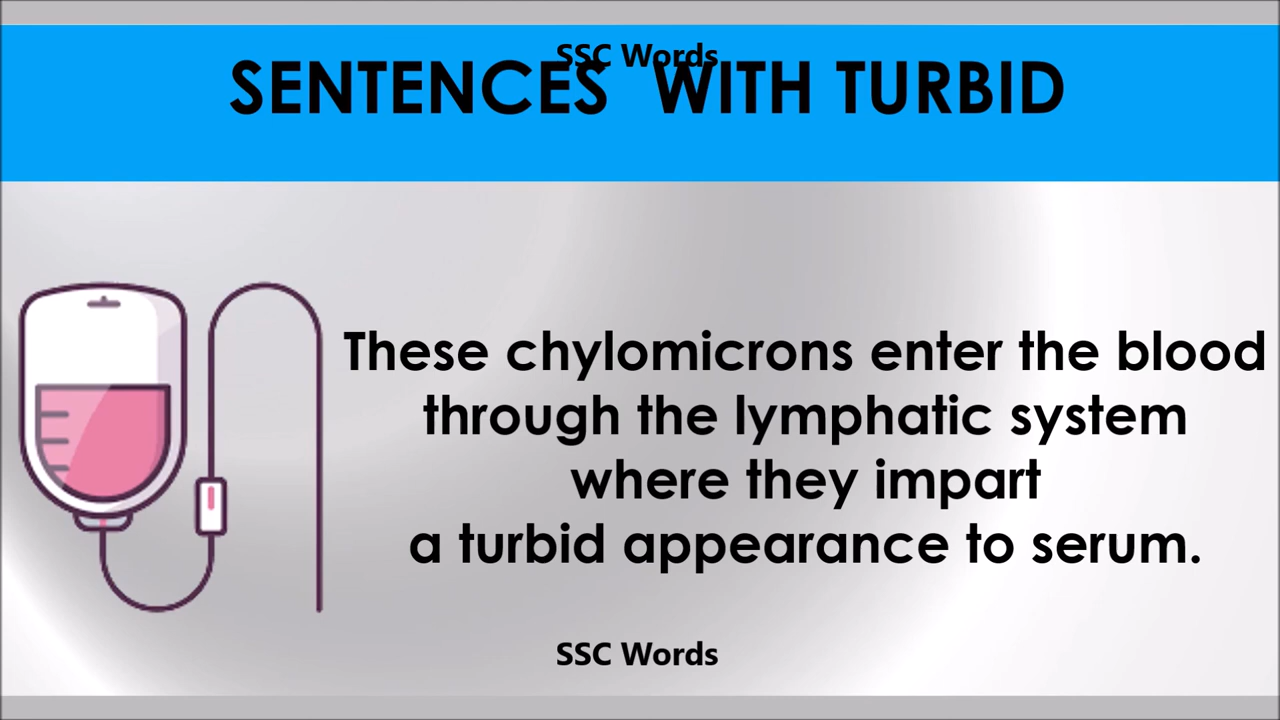 SSC Words
SENTENCES WITH TURBID
These chylomicrons enter the blood
through the lymphatic system
where they impart
a turbid appearance to serum.
SSC Words